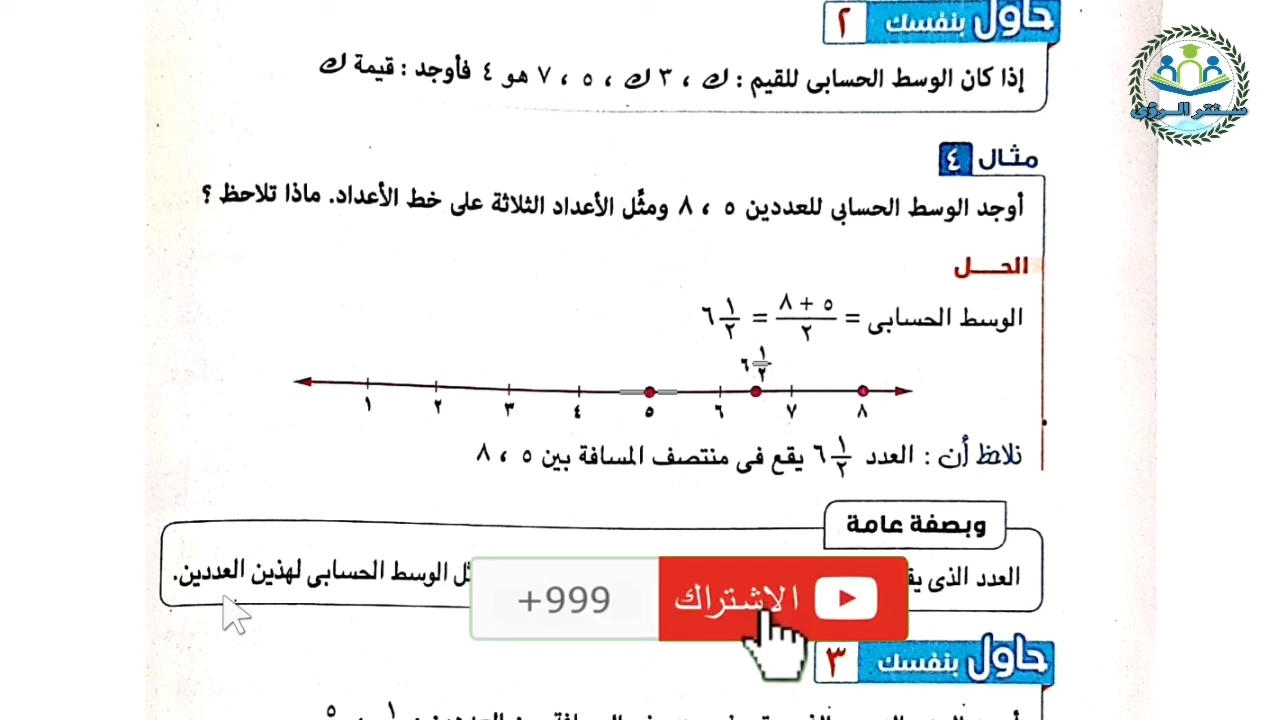 حاول بنفسك ٢
سنتر الرؤى
إذا كان الوسط الحسابى للقيم : ك ، ٣ ك ، ٥ ، ٧ هو ٤ فأوجد : قيمة ك
مثال ٤
أوجد الوسط الحسابى للعددين ٥ ، ٨ ومثِّل الأعداد الثلاثة على خط الأعداد. ماذا تلاحظ ؟
الحـــل
الوسط الحسابى = ٥ + ٨ / ٢ = ٦ ١/٢
٦ ١/٢
١ ٢ ٣ ٤ ٥ ٦ ٧ ٨
نلاحظ أن : العدد ٦ ١/٢ يقع فى منتصف المسافة بين ٥ ، ٨
وبصفة عامة
العدد الذى الوسط الحسابى لهذين العددين.
الاشتراك +999
حاول بنفسك ٣